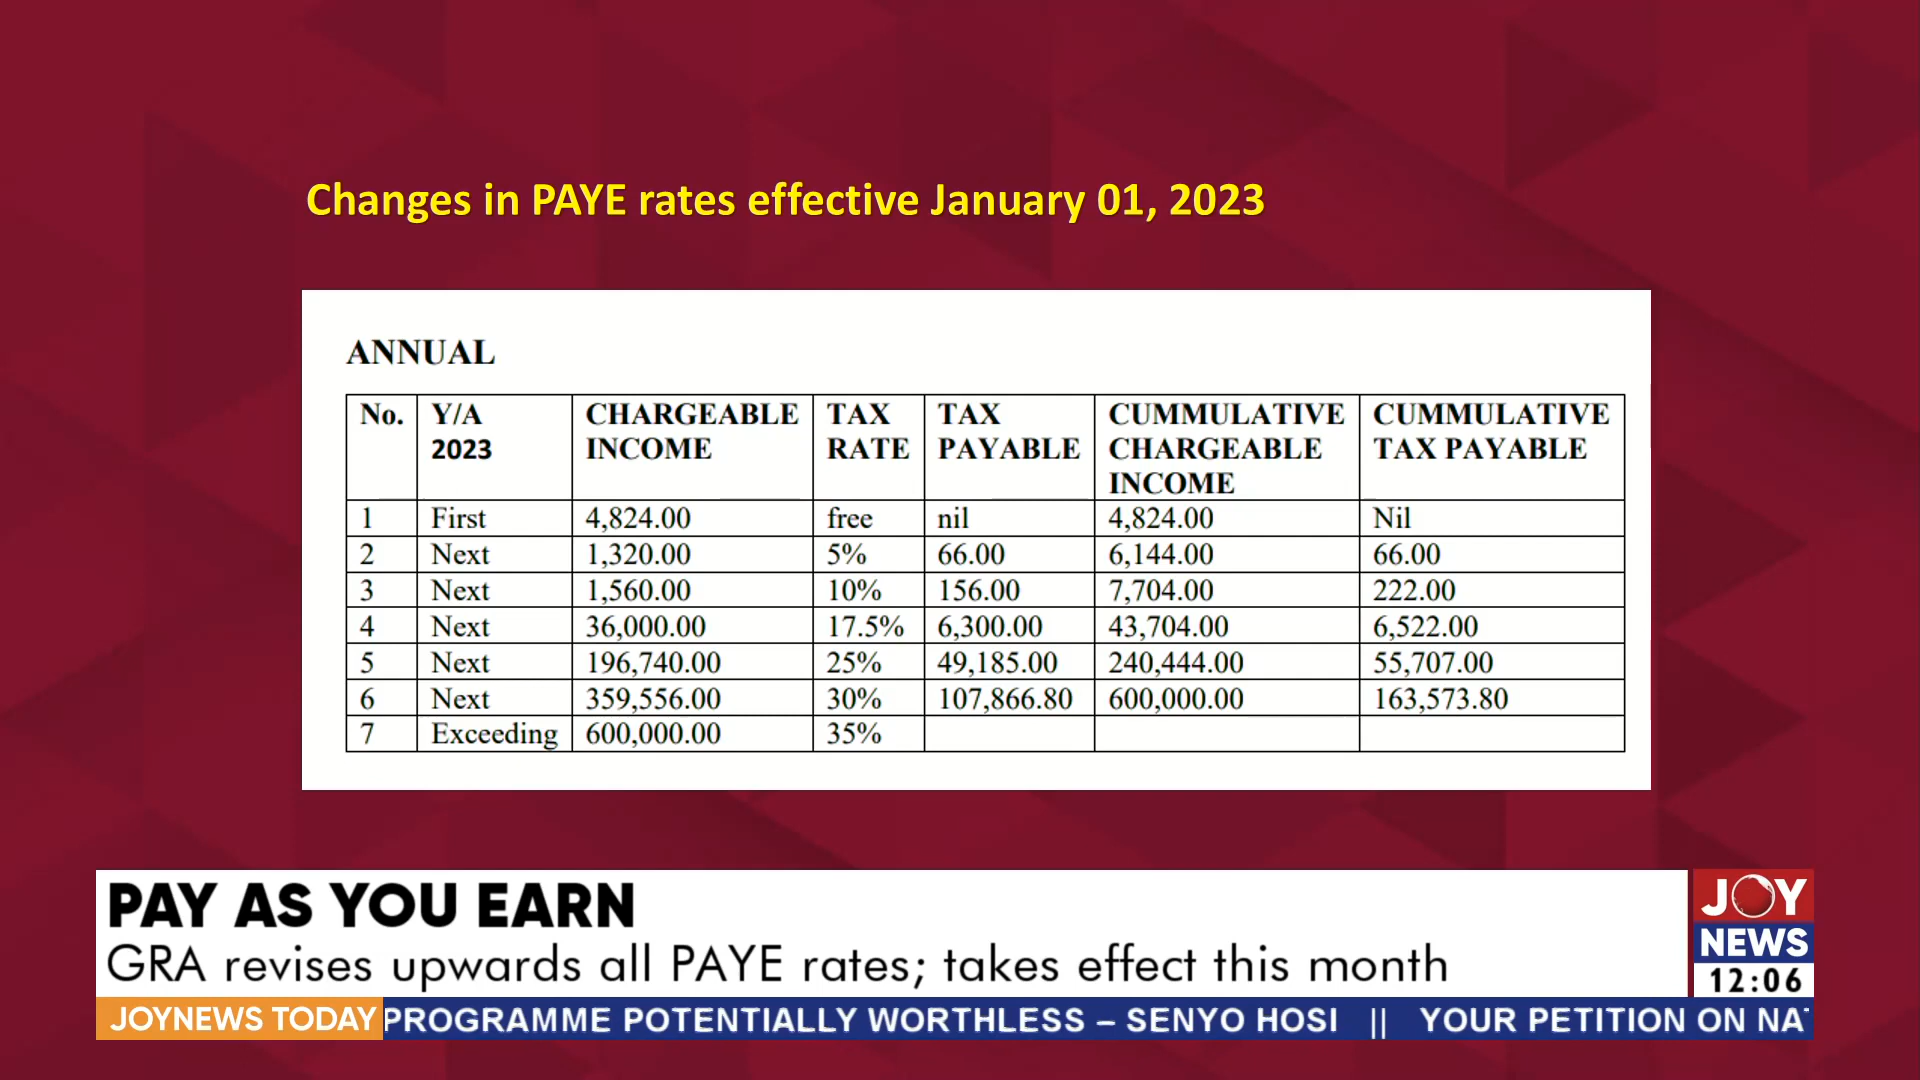 Changes in PAYE rates effective January 01, 2023
ANNUAL
No. Y/A 2023 CHARGEABLE INCOME TAX RATE TAX PAYABLE CUMMULATIVE CHARGEABLE INCOME CUMMULATIVE TAX PAYABLE
1 First 4,824.00 free nil 4,824.00 Nil
2 Next 1,320.00 5% 66.00 6,144.00 66.00
3 Next 1,560.00 10% 156.00 7,704.00 222.00
4 Next 36,000.00 17.5% 6,300.00 43,704.00 6,522.00
5 Next 196,740.00 25% 49,185.00 240,444.00 55,707.00
6 Next 359,556.00 30% 107,866.80 600,000.00 163,573.80
7 Exceeding 600,000.00 35%
PAY AS YOU EARN
GRA revises upwards all PAYE rates; takes effect this month
JOY
NEWS
12:06
JOYNEWS TODAY PROGRAMME POTENTIALLY WORTHLESS – SENYO HOSI || YOUR PETITION ON NA